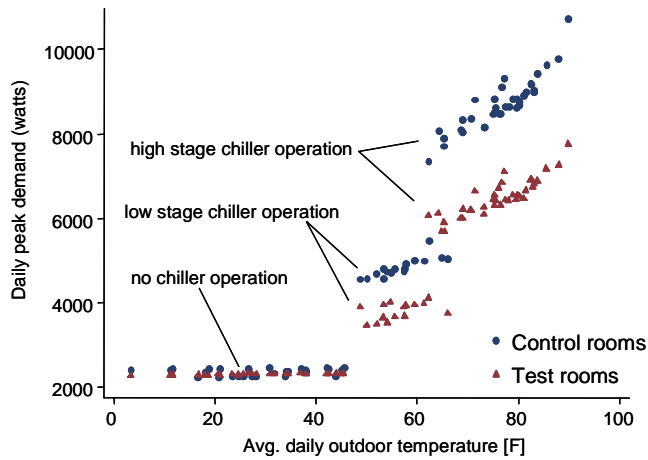 10000
8000
6000
4000
2000
Daily peak demand (watts)
high stage chiller operation
low stage chiller operation
no chiller operation
Control rooms
Test rooms
0 20 40 60 80 100
Avg. daily outdoor temperature [F]